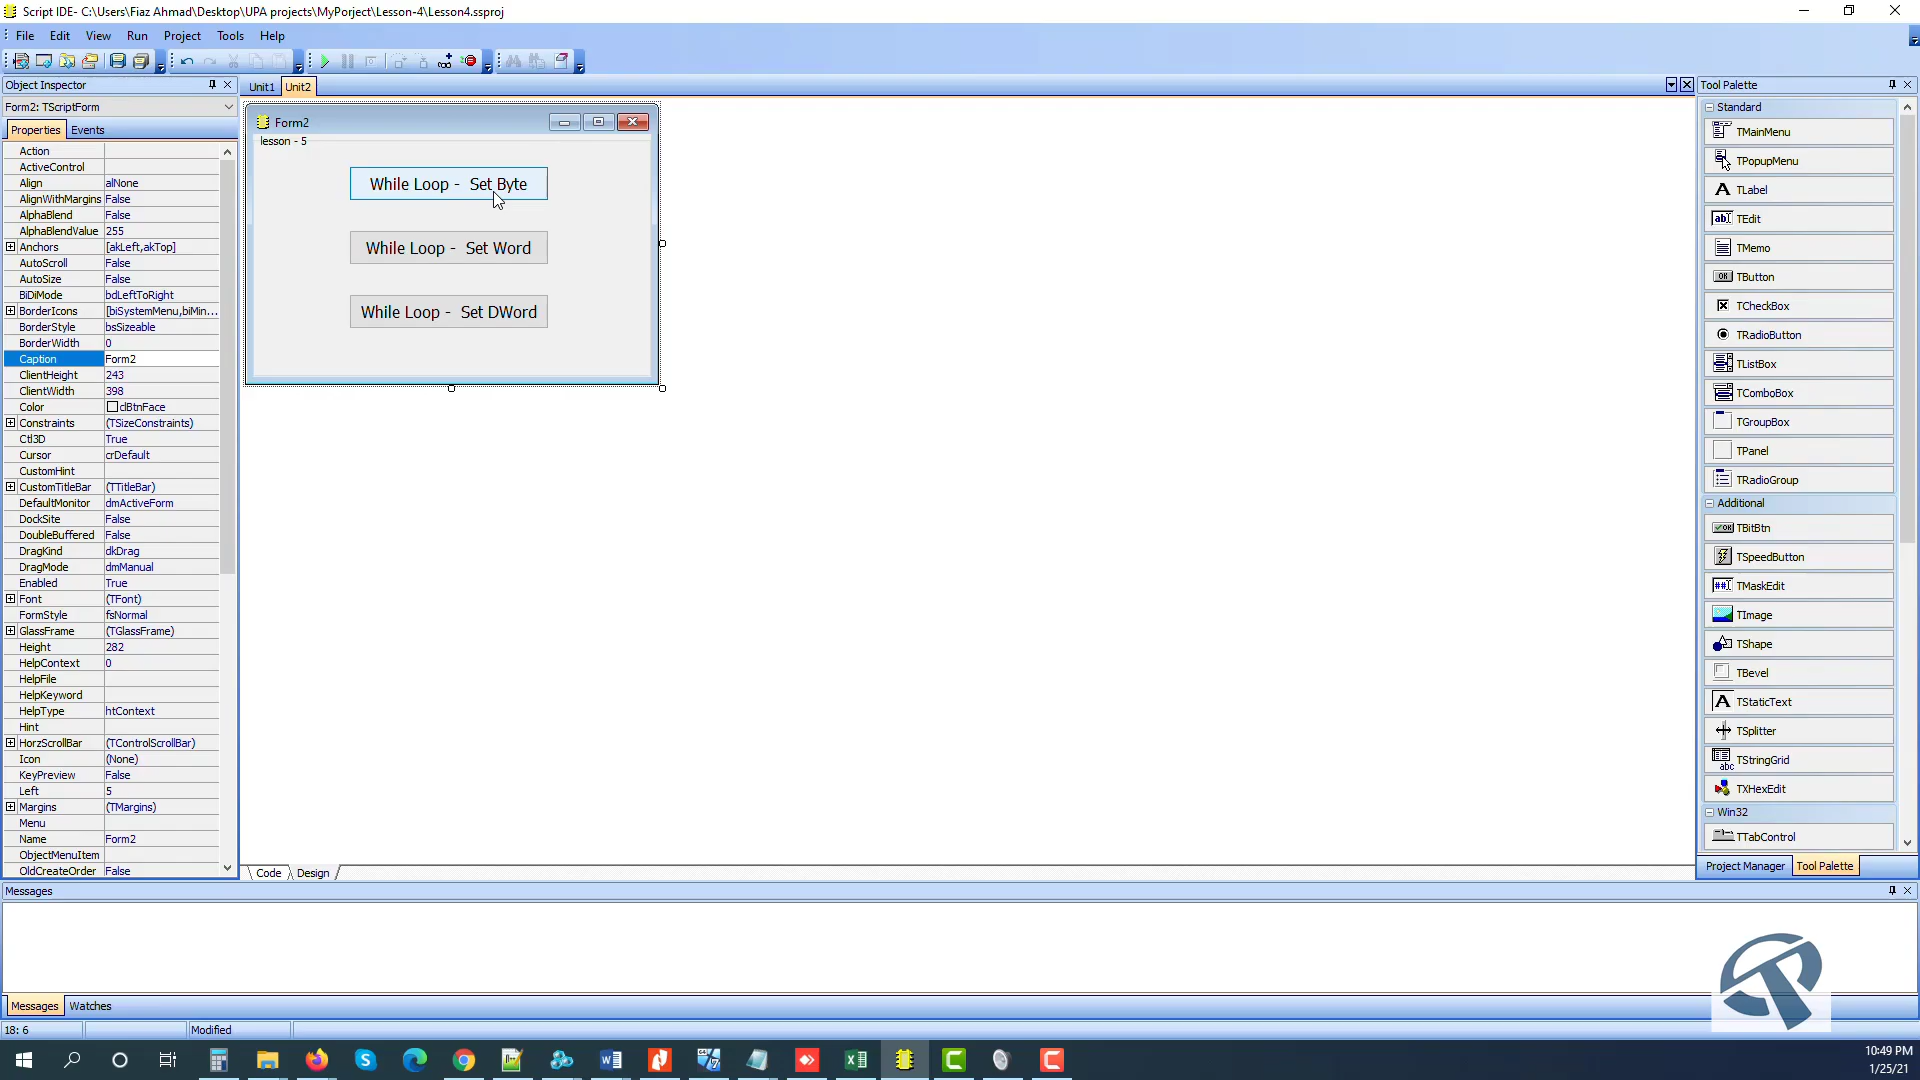 Script IDE- C:\Users\Fiaz Ahmad\Desktop\UPA projects\MyPorject\Lesson-4\Lesson4.ssproj
File Edit View Run Project Tools Help
Object Inspector
Form2: TScriptForm
Properties Events
Action
ActiveControl
Align alNone
AlignWithMargins False
AlphaBlend False
AlphaBlendValue 255
Anchors [akLeft,akTop]
AutoScroll False
AutoSize False
BiDiMode bdLeftToRight
BorderIcons [biSystemMenu,biMin...
BorderStyle bsSizeable
BorderWidth 0
Caption Form2
ClientHeight 243
ClientWidth 398
Color clBtnFace
Constraints (TSizeConstraints)
Ctl3D True
Cursor crDefault
CustomHint
CustomTitleBar (TTitleBar)
DefaultMonitor dmActiveForm
DockSite False
DoubleBuffered False
DragKind dkDrag
DragMode dmManual
Enabled True
Font (TFont)
FormStyle fsNormal
GlassFrame (TGlassFrame)
Height 282
HelpContext 0
HelpFile
HelpKeyword
HelpType htContext
Hint
HorzScrollBar (TControlScrollBar)
Icon (None)
KeyPreview False
Left 5
Margins (TMargins)
Menu
Name Form2
ObjectMenuItem
OldCreateOrder False
Unit1 Unit2
Form2
lesson - 5
While Loop - Set Byte
While Loop - Set Word
While Loop - Set DWord
Code Design
Tool Palette
Standard
TMainMenu
TPopupMenu
TLabel
TEdit
TMemo
TButton
TCheckBox
TRadioButton
TListBox
TComboBox
TGroupBox
TPanel
TRadioGroup
Additional
TBitBtn
TSpeedButton
TMaskEdit
TImage
TShape
TBevel
TStaticText
TSplitter
TStringGrid
TXHexEdit
Win32
TTabControl
Project Manager Tool Palette
Messages
Messages Watches
18: 6 Modified
10:49 PM
1/25/21